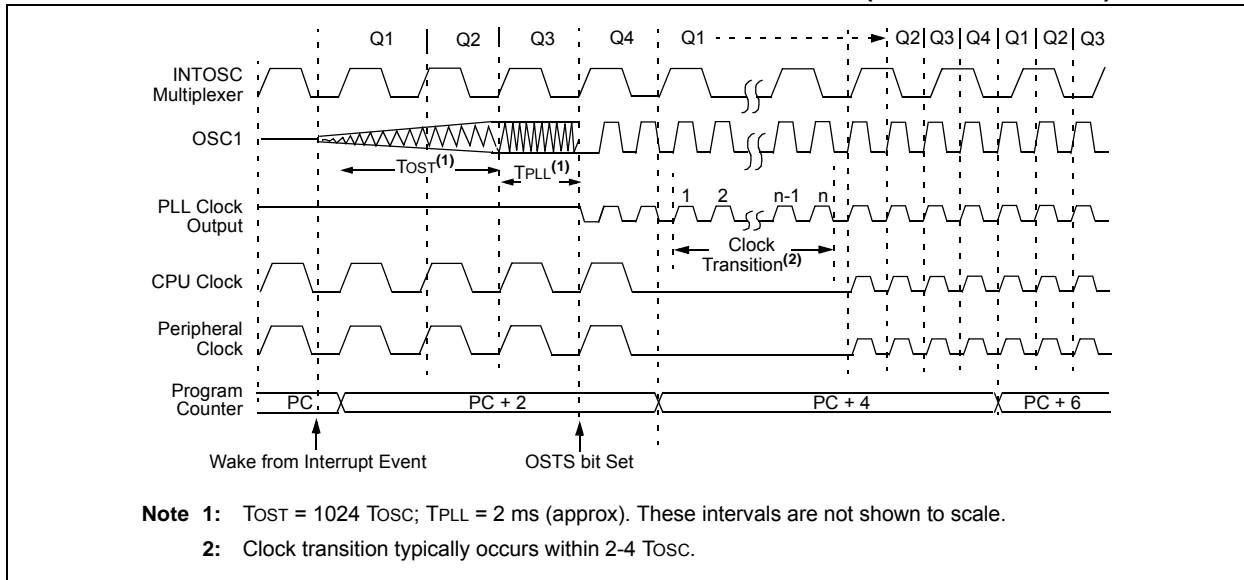 Q1 Q2 Q3 Q4 Q1 Q2 Q3 Q4 Q1 Q2 Q3
INTOSC
Multiplexer
OSC1
TOST(1)
TPLL(1)
1 2 n-1 n
PLL Clock
Output
Clock
Transition(2)
CPU Clock
Peripheral
Clock
Program
Counter
PC PC + 2 PC + 4 PC + 6
Wake from Interrupt Event OSTS bit Set
Note 1: TOST = 1024 TOSC; TPLL = 2 ms (approx). These intervals are not shown to scale.
2: Clock transition typically occurs within 2-4 TOSC.